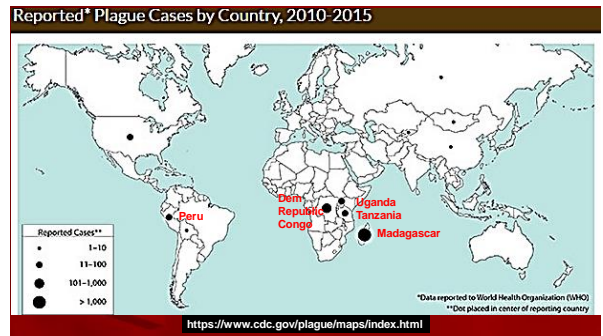 Reported* Plague Cases by Country, 2010-2015
Peru
Dem
Republic
Congo
Uganda
Tanzania
Madagascar
Reported Cases**
1–10
11–100
101–1,000
> 1,000
*Data reported to World Health Organization (WHO)
**Dot placed in center of reporting country
https://www.cdc.gov/plague/maps/index.html